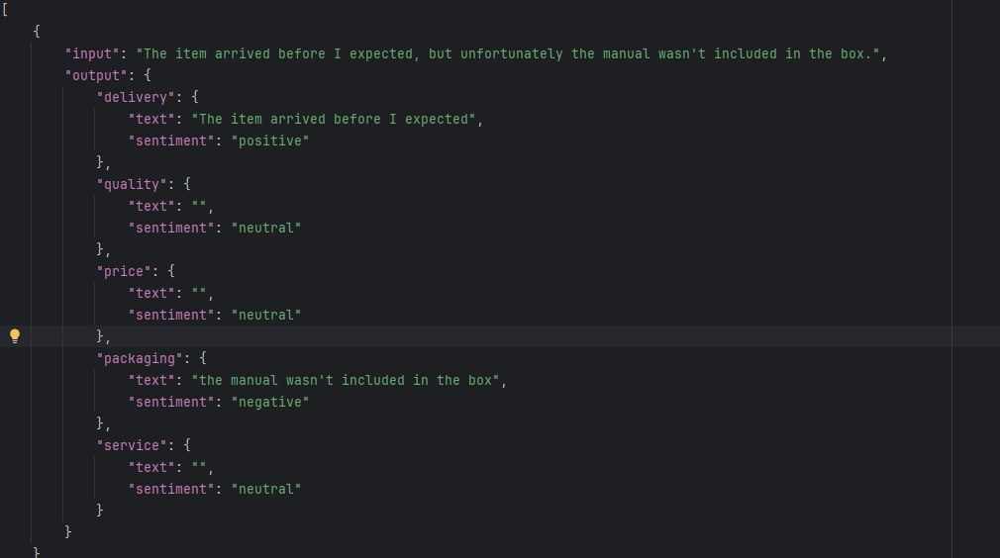 [
    {
        "input": "The item arrived before I expected, but unfortunately the manual wasn't included in the box.",
        "output": {
            "delivery": {
                "text": "The item arrived before I expected",
                "sentiment": "positive"
            },
            "quality": {
                "text": "",
                "sentiment": "neutral"
            },
            "price": {
                "text": "",
                "sentiment": "neutral"
            },
            "packaging": {
                "text": "the manual wasn't included in the box",
                "sentiment": "negative"
            },
            "service": {
                "text": "",
                "sentiment": "neutral"
            }
        }
    }